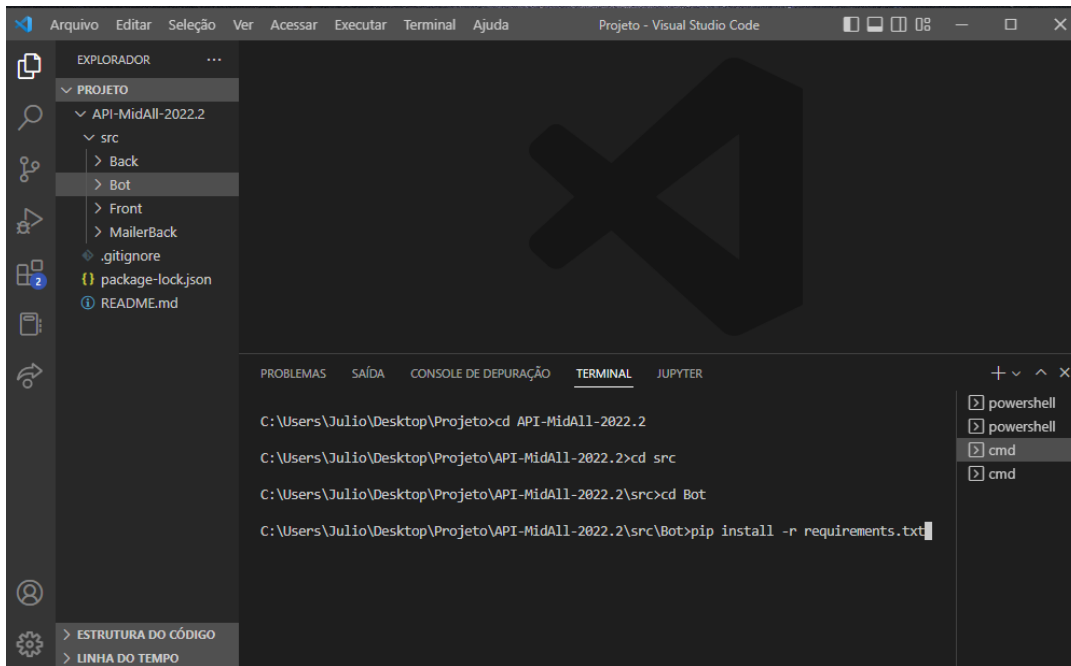 Arquivo Editar Seleção Ver Acessar Executar Terminal Ajuda Projeto - Visual Studio Code
EXPLORADOR
PROJETO
API-MidAll-2022.2
src
Back
Bot
Front
MailerBack
.gitignore
package-lock.json
README.md
2
ESTRUTURA DO CÓDIGO
LINHA DO TEMPO
PROBLEMAS SAÍDA CONSOLE DE DEPURAÇÃO TERMINAL JUPYTER
C:\Users\Julio\Desktop\Projeto>cd API-MidAll-2022.2
C:\Users\Julio\Desktop\Projeto\API-MidAll-2022.2>cd src
C:\Users\Julio\Desktop\Projeto\API-MidAll-2022.2\src>cd Bot
C:\Users\Julio\Desktop\Projeto\API-MidAll-2022.2\src\Bot>pip install -r requirements.txt
powershell
powershell
cmd
cmd